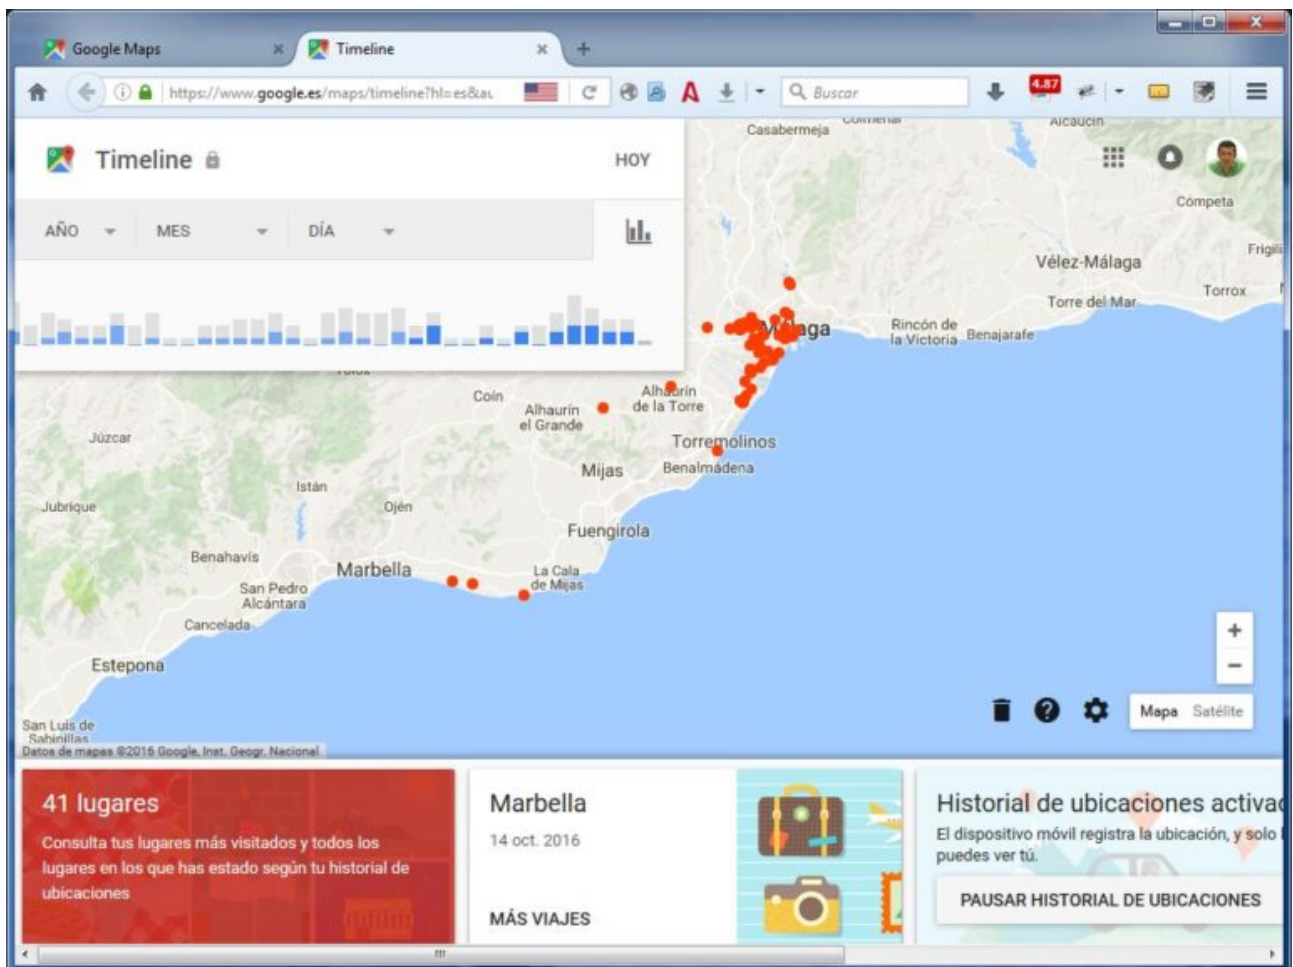 Google Maps
Timeline
https://www.google.es/maps/timeline?hl=es&au
Buscar
4.87
Timeline
HOY
AÑO
MES
DÍA
Casabermeja
Colmenar
Alcaucín
Cómpeta
Frigili
Vélez-Málaga
Torre del Mar
Torrox
Málaga
Rincón de
la Victoria
Benajarafe
Tolox
Coín
Alhaurín
de la Torre
Alhaurín
el Grande
Júzcar
Torremolinos
Mijas
Benalmádena
Istán
Jubrique
Ojén
Fuengirola
Benahavís
Marbella
La Cala
de Mijas
San Pedro
Alcántara
Cancelada
Estepona
San Luis de
Sabinillas
Mapa
Satélite
Datos de mapas ©2016 Google, Inst. Geogr. Nacional
41 lugares
Consulta tus lugares más visitados y todos los
lugares en los que has estado según tu historial de
ubicaciones
Marbella
14 oct. 2016
MÁS VIAJES
Historial de ubicaciones activad
El dispositivo móvil registra la ubicación, y solo l
puedes ver tú.
PAUSAR HISTORIAL DE UBICACIONES